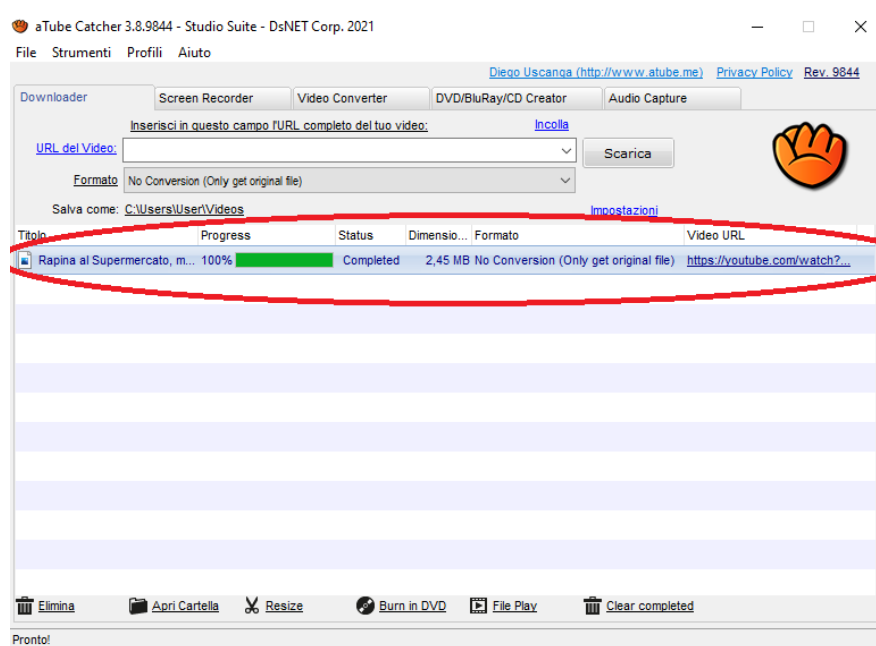 aTube Catcher 3.8.9844 - Studio Suite - DsNET Corp. 2021
File Strumenti Profili Aiuto
Diego Uscanga (http://www.atube.me) Privacy Policy Rev. 9844
Downloader Screen Recorder Video Converter DVD/BluRay/CD Creator Audio Capture
Inserisci in questo campo l'URL completo del tuo video: Incolla
URL del Video: Scarica
Formato No Conversion (Only get original file)
Salva come: C:\Users\User\Videos Impostazioni
Titolo Progress Status Dimensio... Formato Video URL
Rapina al Supermercato, m... 100% Completed 2,45 MB No Conversion (Only get original file) https://youtube.com/watch?...
Elimina Apri Cartella Resize Burn in DVD File Play Clear completed
Pronto!